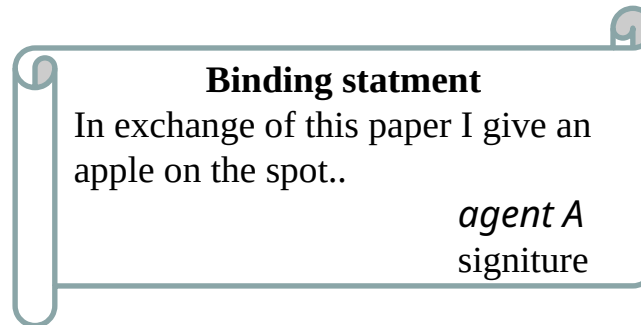 Binding statment
In exchange of this paper I give an
apple on the spot..
agent A
signiture